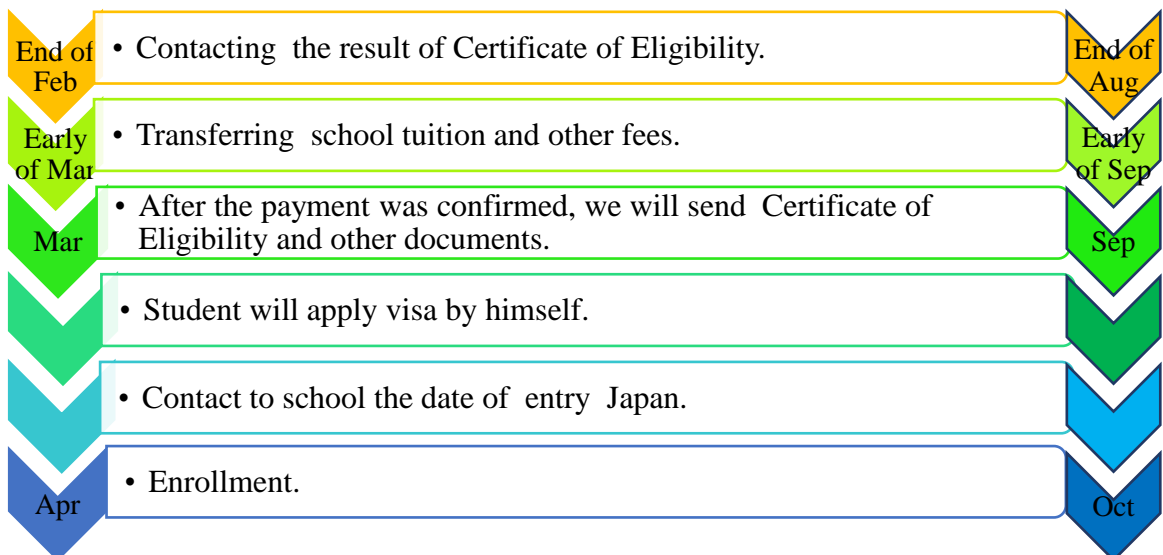 End of
Feb
• Contacting the result of Certificate of Eligibility.
End of
Aug
Early
of Mar
• Transferring school tuition and other fees.
Early
of Sep
Mar
• After the payment was confirmed, we will send Certificate of
Eligibility and other documents.
Sep
• Student will apply visa by himself.
• Contact to school the date of entry Japan.
Apr
• Enrollment.
Oct